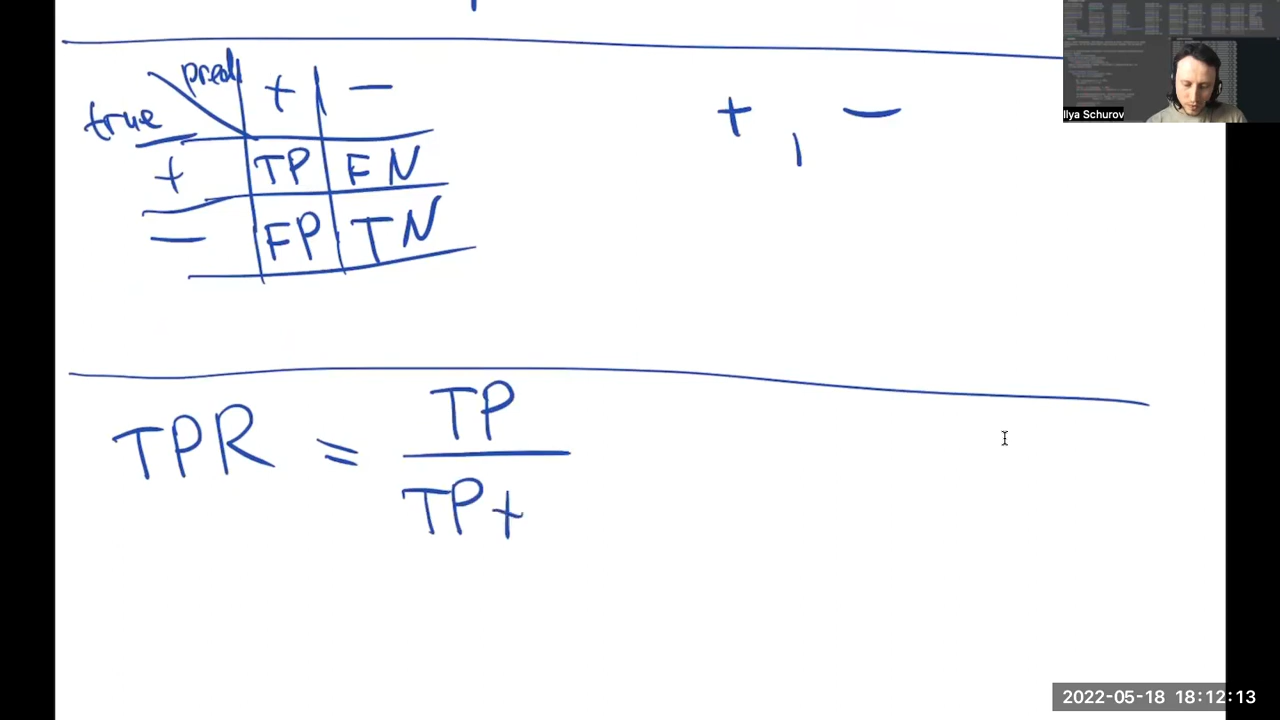 pred + | -
true
+ TP FN
- FP TN
+ , -
TPR = TP
TP+
Ilya Schurov
2022-05-18 18:12:13